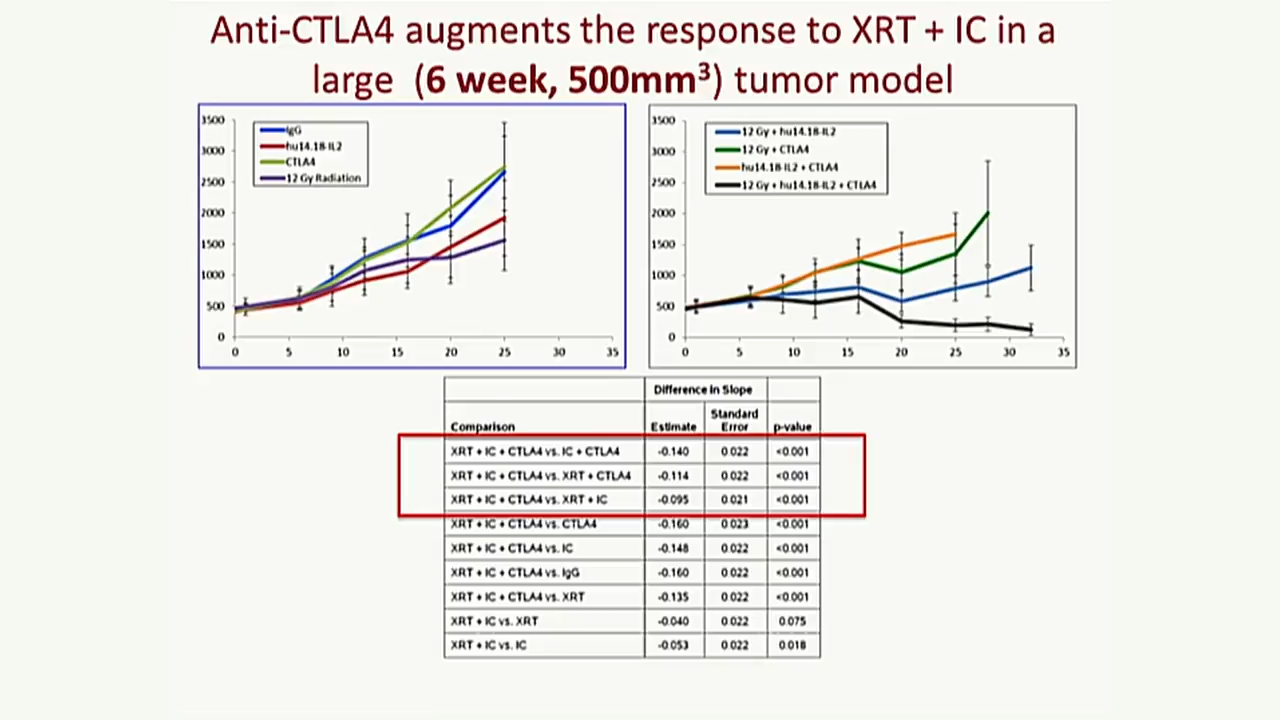 Anti-CTLA4 augments the response to XRT + IC in a
large (6 week, 500mm³) tumor model
3500
3000
2500
2000
1500
1000
500
0
0 5 10 15 20 25 30 35
IgG
hu14.18-IL2
CTLA4
12 Gy Radiation
3500
3000
2500
2000
1500
1000
500
0
0 5 10 15 20 25 30 35
12 Gy + hu14.18-IL2
12 Gy + CTLA4
hu14.18-IL2 + CTLA4
12 Gy + hu14.18-IL2 + CTLA4
Difference in Slope
Comparison Estimate Standard Error p-value
XRT + IC + CTLA4 vs. IC + CTLA4 -0.140 0.022 <0.001
XRT + IC + CTLA4 vs. XRT + CTLA4 -0.114 0.022 <0.001
XRT + IC + CTLA4 vs. XRT + IC -0.095 0.021 <0.001
XRT + IC + CTLA4 vs. CTLA4 -0.160 0.023 <0.001
XRT + IC + CTLA4 vs. IC -0.148 0.022 <0.001
XRT + IC + CTLA4 vs. IgG -0.160 0.022 <0.001
XRT + IC + CTLA4 vs. XRT -0.135 0.022 <0.001
XRT + IC vs. XRT -0.040 0.022 0.075
XRT + IC vs. IC -0.053 0.022 0.018